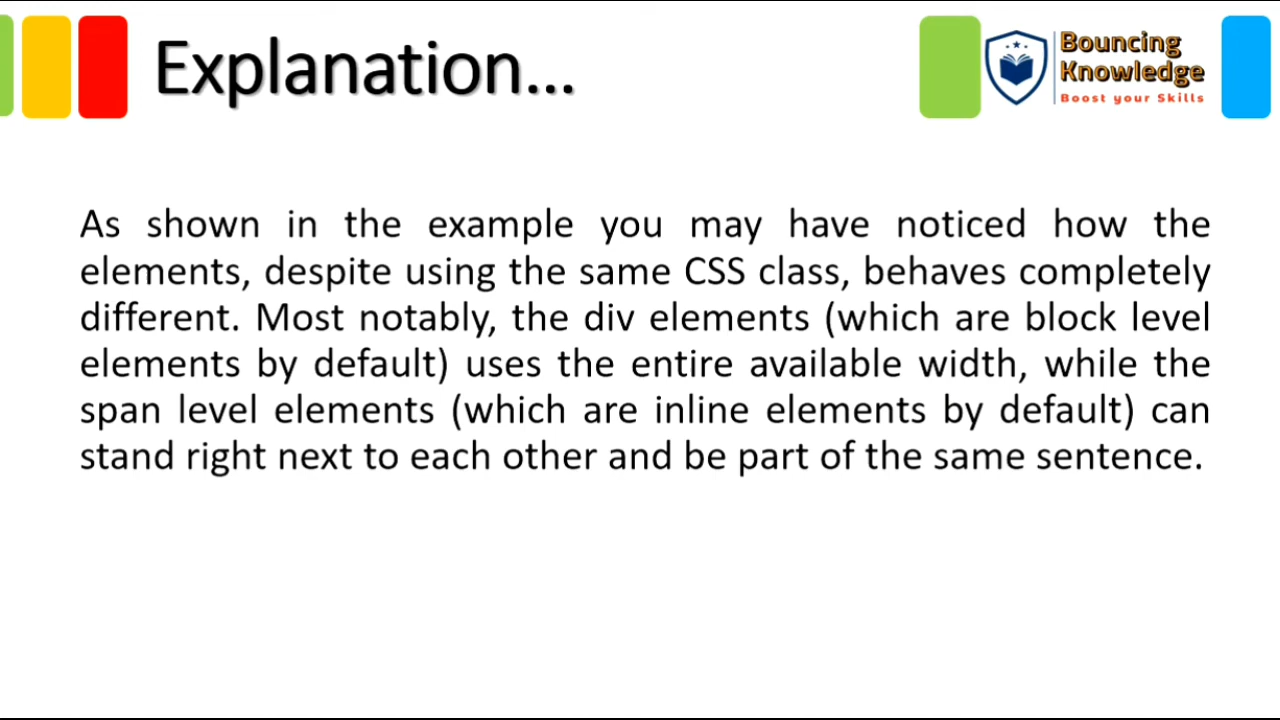 Explanation...
Bouncing
Knowledge
Boost your Skills
As shown in the example you may have noticed how the
elements, despite using the same CSS class, behaves completely
different. Most notably, the div elements (which are block level
elements by default) uses the entire available width, while the
span level elements (which are inline elements by default) can
stand right next to each other and be part of the same sentence.